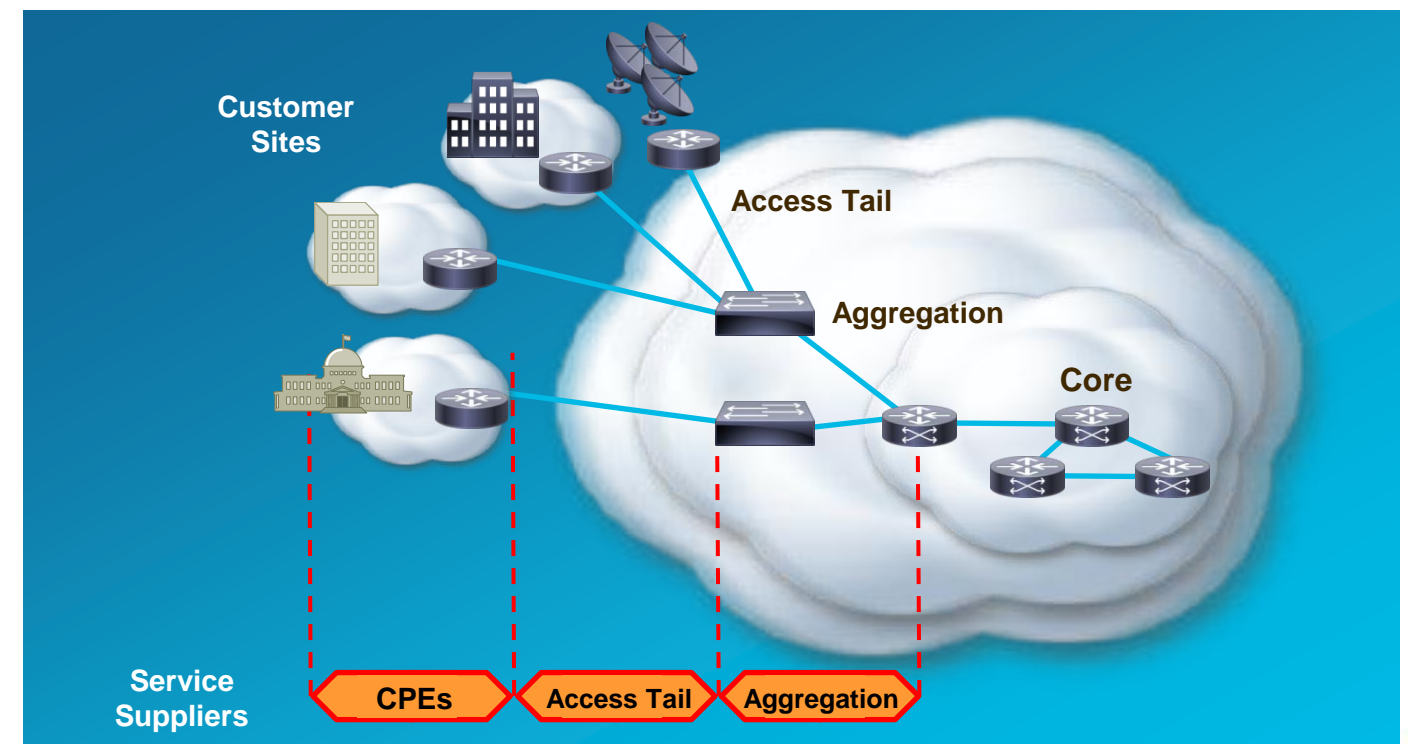 Customer
Sites
Access Tail
Aggregation
Core
Service
Suppliers
CPEs
Access Tail
Aggregation